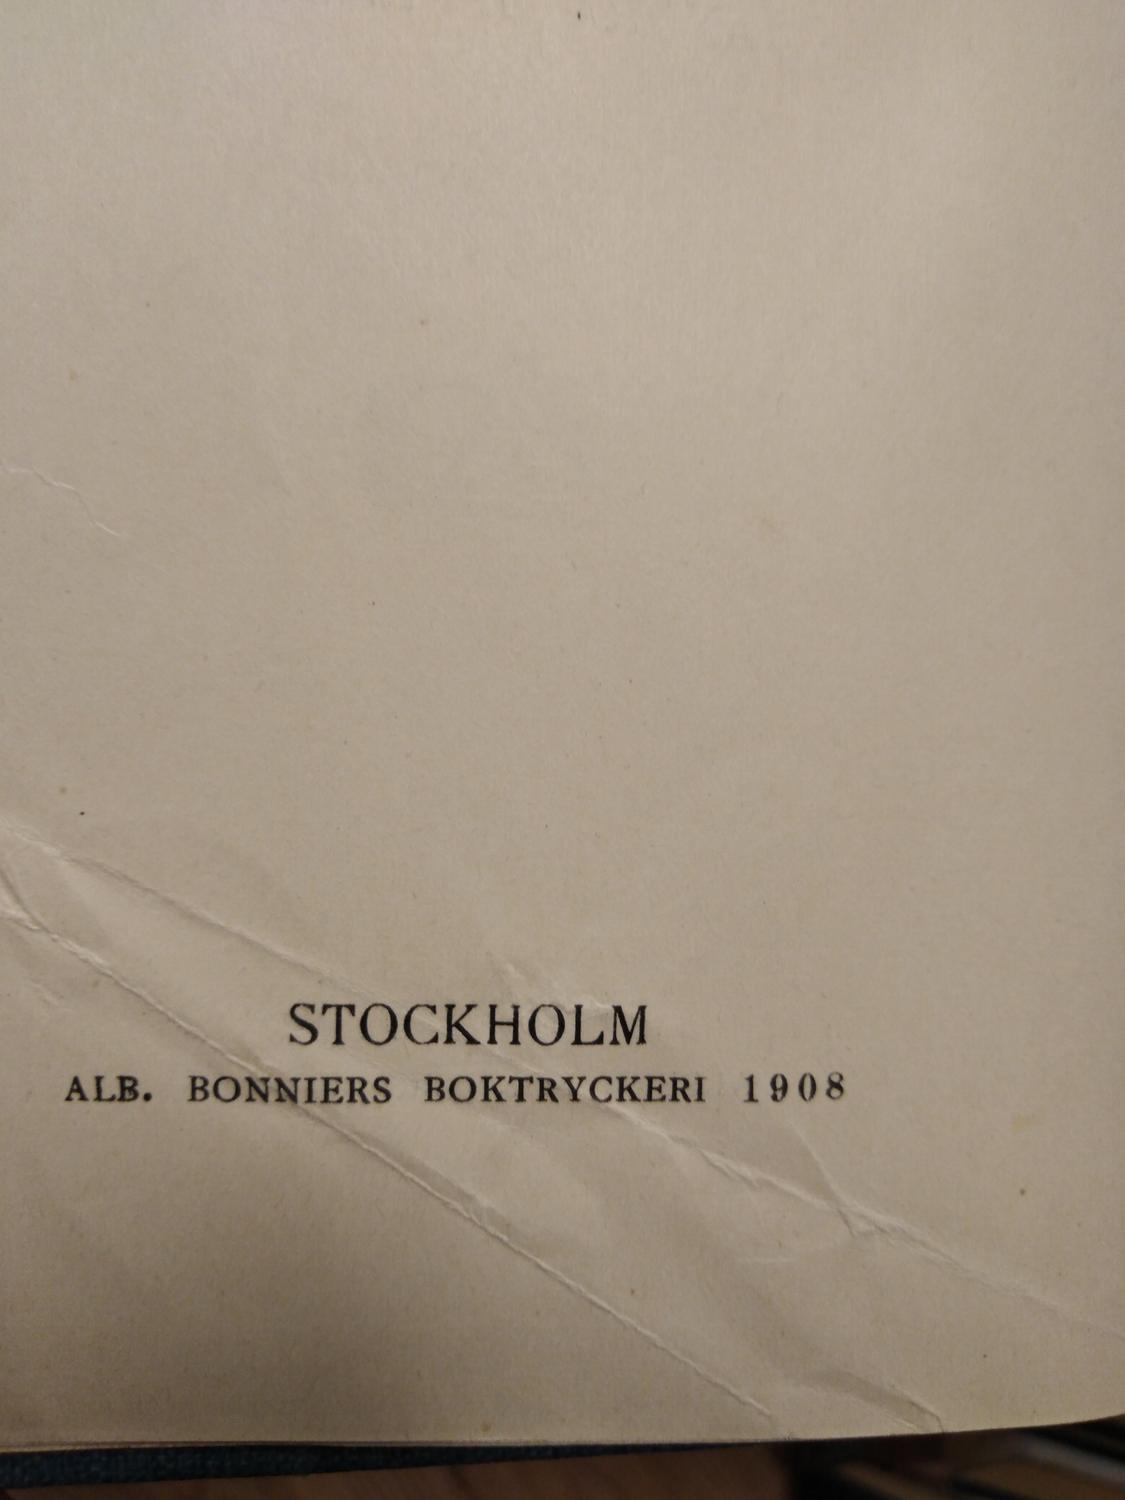 STOCKHOLM
ALB. BONNIERS BOKTRYCKERI 1908